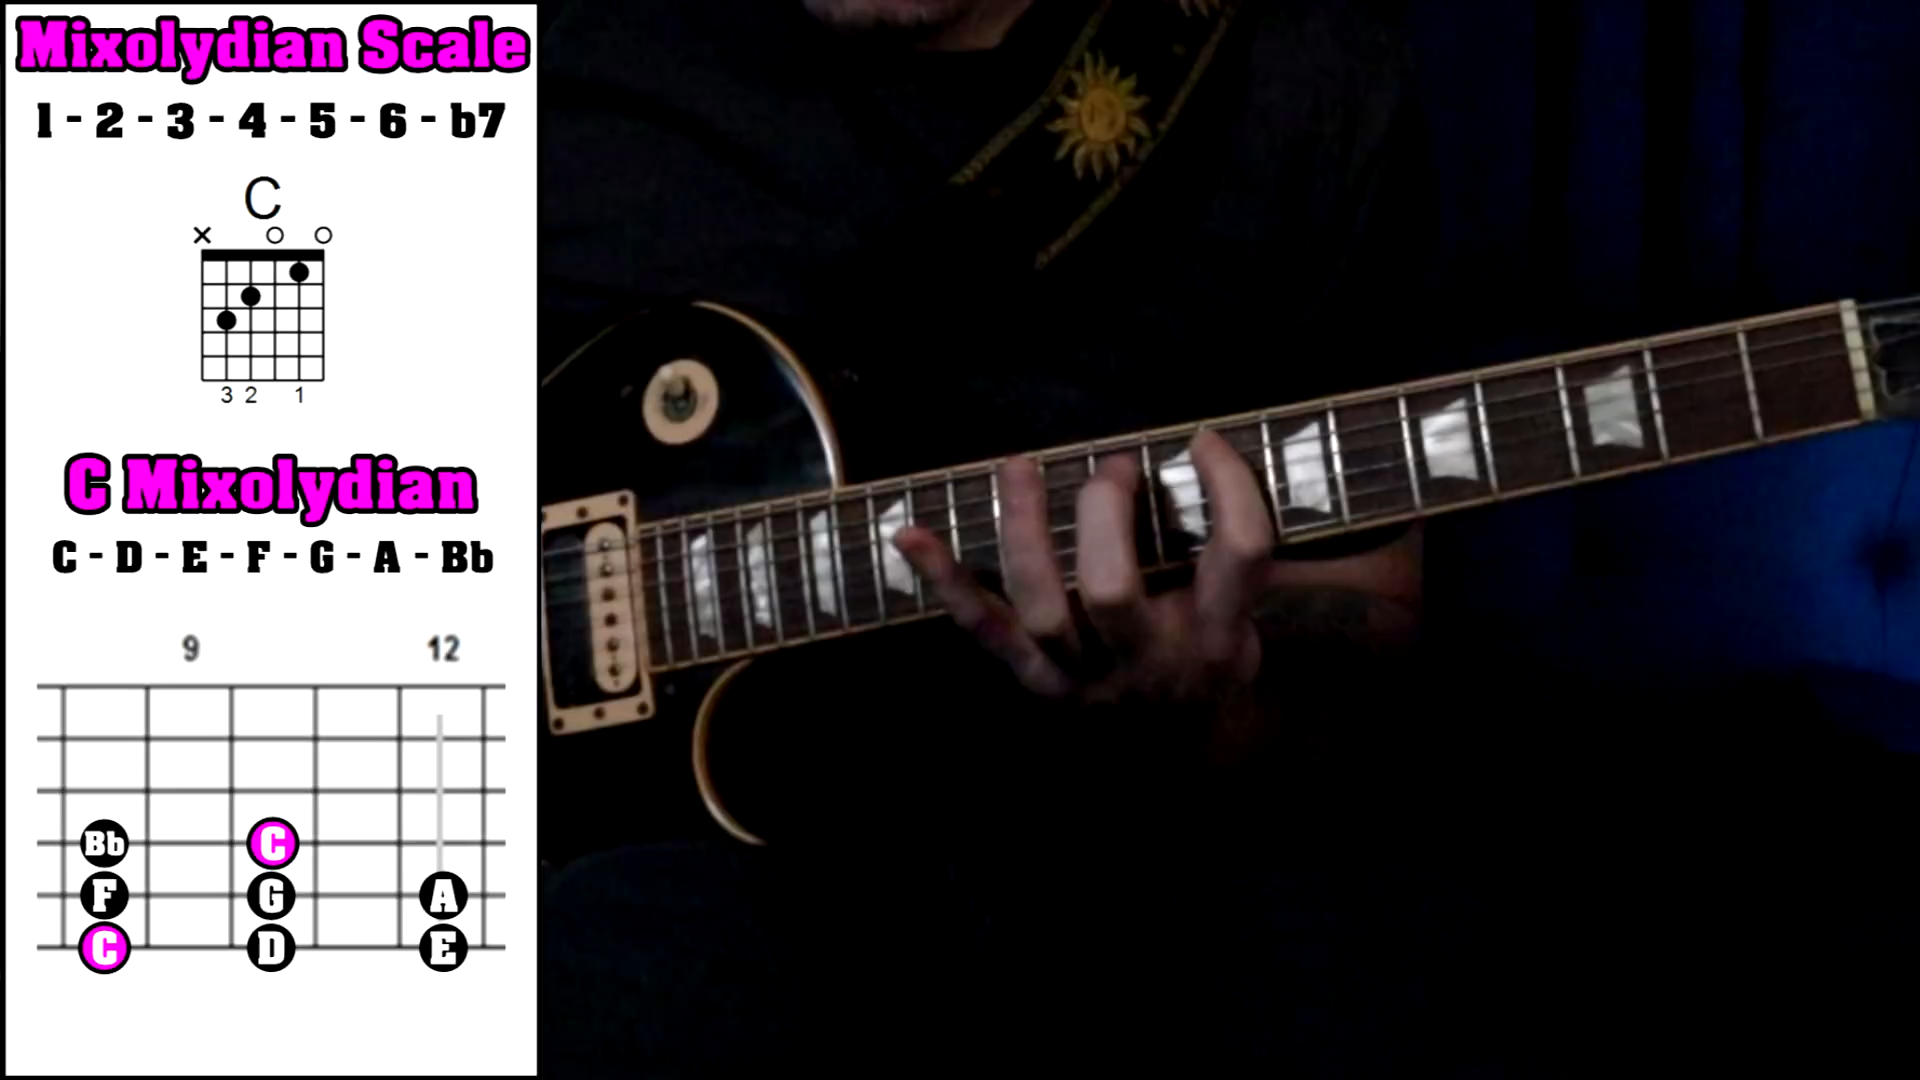 Mixolydian Scale
1 - 2 - 3 - 4 - 5 - 6 - b7
C
× ○ ○
3 2 1
C Mixolydian
C - D - E - F - G - A - Bb
9 12
Bb C
F G A
C D E